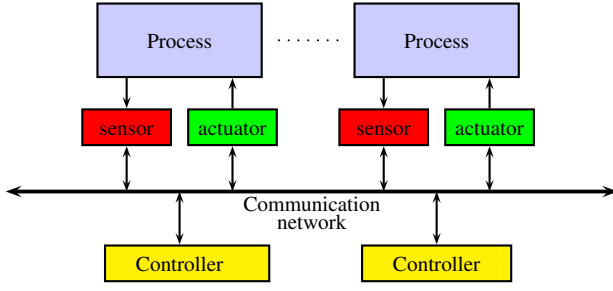 Process
. . . . . . .
Process
sensor
actuator
sensor
actuator
Communication
network
Controller
Controller